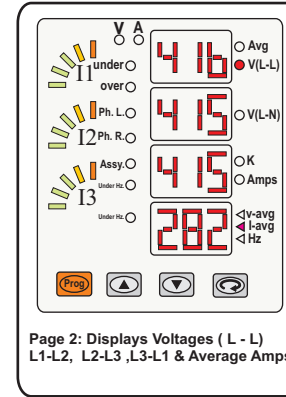 V A
I1
under
over
416
Avg
V(L-L)
I2
Ph. L.
Ph. R.
415
V(L-N)
I3
Assy.
Under Hz.
Under Hz.
415
K
Amps
282
v-avg
I-avg
Hz
Prog
Page 2: Displays Voltages ( L - L)
L1-L2, L2-L3 ,L3-L1 & Average Amps